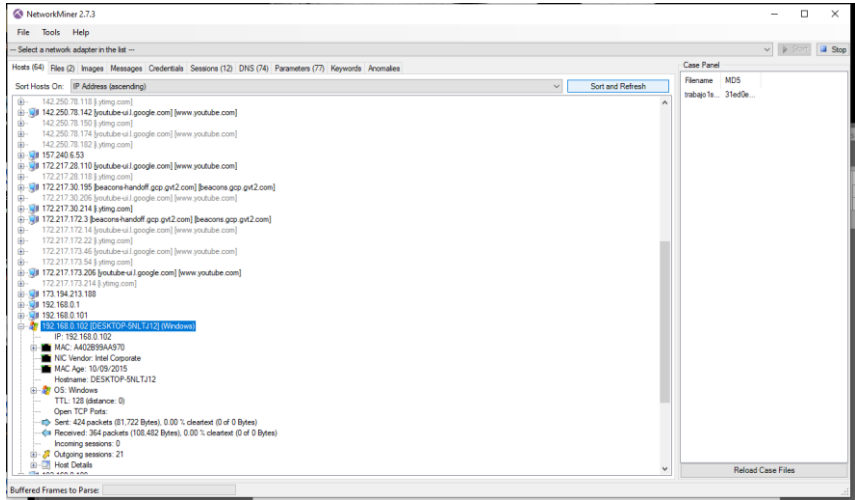 NetworkMiner 2.7.3
File Tools Help
--- Select a network adapter in the list ---
Start Stop
Hosts (64) Files (2) Images Messages Credentials Sessions (12) DNS (74) Parameters (77) Keywords Anomalies
Case Panel
Sort Hosts On: IP Address (ascending) Sort and Refresh
Filename MD5
trabajo1s... 31ed0e...
142.250.78.118 [i.ytimg.com]
142.250.78.142 [youtube-ui.l.google.com] [www.youtube.com]
142.250.78.150 [i.ytimg.com]
142.250.78.174 [youtube-ui.l.google.com] [www.youtube.com]
142.250.78.182 [i.ytimg.com]
157.240.6.53
172.217.28.110 [youtube-ui.l.google.com] [www.youtube.com]
172.217.28.118 [i.ytimg.com]
172.217.30.195 [beacons-handoff.gcp.gvt2.com] [beacons.gcp.gvt2.com]
172.217.30.206 [youtube-ui.l.google.com] [www.youtube.com]
172.217.30.214 [i.ytimg.com]
172.217.172.3 [beacons-handoff.gcp.gvt2.com] [beacons.gcp.gvt2.com]
172.217.172.14 [youtube-ui.l.google.com] [www.youtube.com]
172.217.172.22 [i.ytimg.com]
172.217.173.46 [youtube-ui.l.google.com] [www.youtube.com]
172.217.173.54 [i.ytimg.com]
172.217.173.206 [youtube-ui.l.google.com] [www.youtube.com]
172.217.173.214 [i.ytimg.com]
173.194.213.188
192.168.0.1
192.168.0.101
192.168.0.102 [DESKTOP-5NLTJ12] (Windows)
IP: 192.168.0.102
MAC: A402B99AA970
NIC Vendor: Intel Corporate
MAC Age: 10/09/2015
Hostname: DESKTOP-5NLTJ12
OS: Windows
TTL: 128 (distance: 0)
Open TCP Ports:
Sent: 424 packets (81,722 Bytes), 0.00 % cleartext (0 of 0 Bytes)
Received: 364 packets (108,482 Bytes), 0.00 % cleartext (0 of 0 Bytes)
Incoming sessions: 0
Outgoing sessions: 21
Host Details
Reload Case Files
Buffered Frames to Parse: